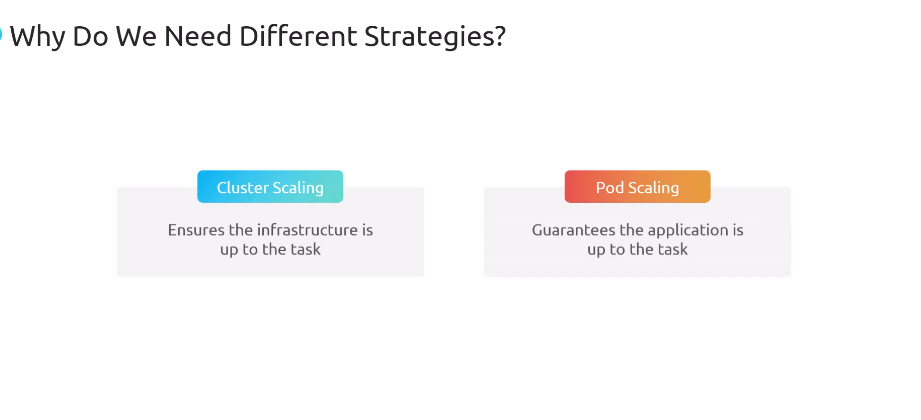 Why Do We Need Different Strategies?
Cluster Scaling
Ensures the infrastructure is
up to the task
Pod Scaling
Guarantees the application is
up to the task